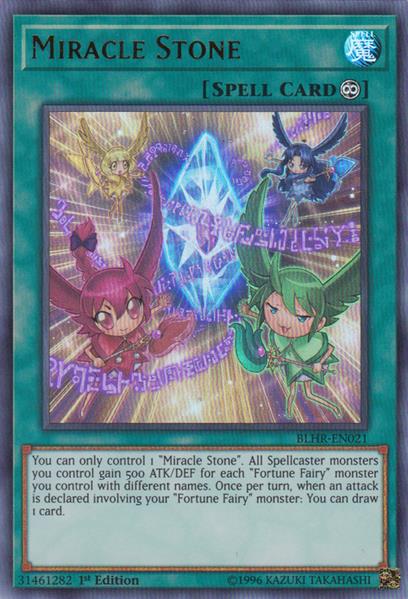 MIRACLE STONE
魔
[SPELL CARD]
BLHR-EN021
You can only control 1 "Miracle Stone". All Spellcaster monsters
you control gain 500 ATK/DEF for each "Fortune Fairy" monster
you control with different names. Once per turn, when an attack
is declared involving your "Fortune Fairy" monster: You can draw
1 card.
31461282 1st Edition ©1996 KAZUKI TAKAHASHI